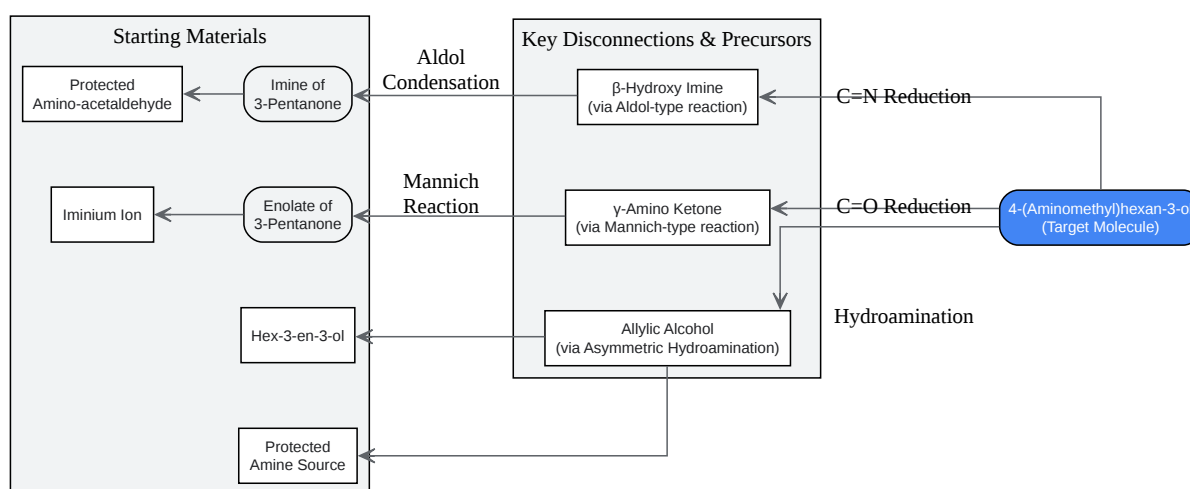 Starting Materials
Key Disconnections & Precursors
Protected
Amino-acetaldehyde
Imine of
3-Pentanone
Aldol
Condensation
β-Hydroxy Imine
(via Aldol-type reaction)
C=N Reduction
Iminium Ion
Enolate of
3-Pentanone
Mannich
Reaction
γ-Amino Ketone
(via Mannich-type reaction)
C=O Reduction
4-(Aminomethyl)hexan-3-o
(Target Molecule)
Hex-3-en-3-ol
Allylic Alcohol
(via Asymmetric Hydroamination)
Hydroamination
Protected
Amine Source